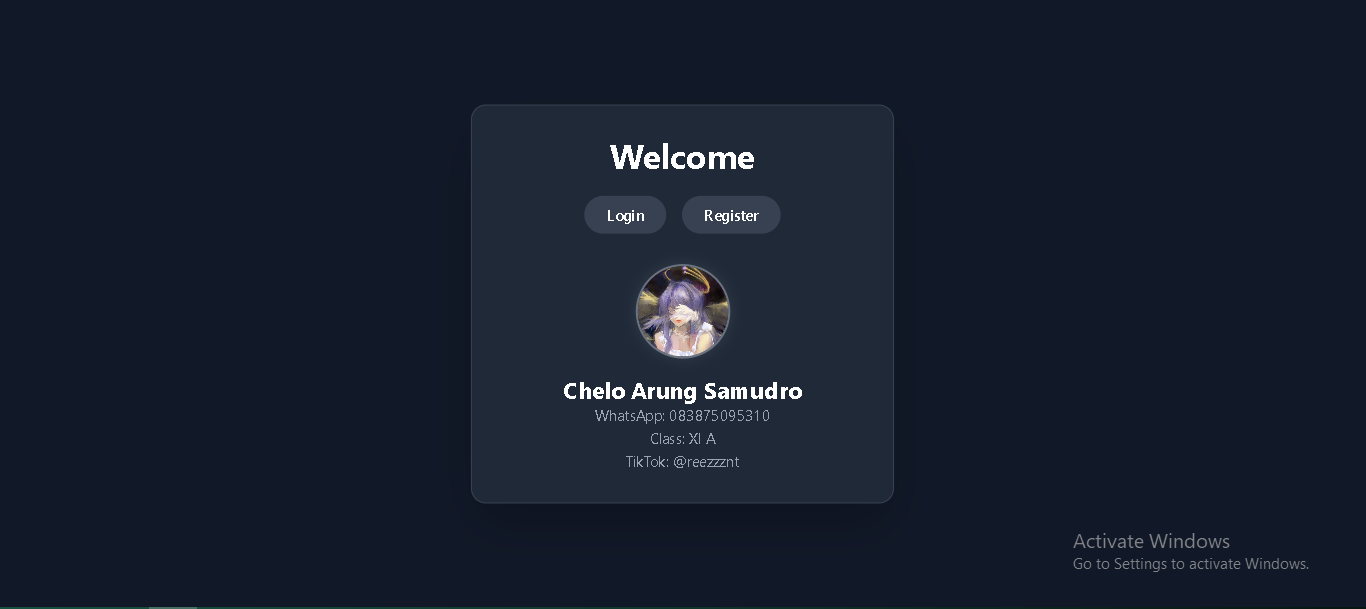 Welcome
Login Register
Chelo Arung Samudro
WhatsApp: 083875095310
Class: XI A
TikTok: @reezzznt
Activate Windows
Go to Settings to activate Windows.